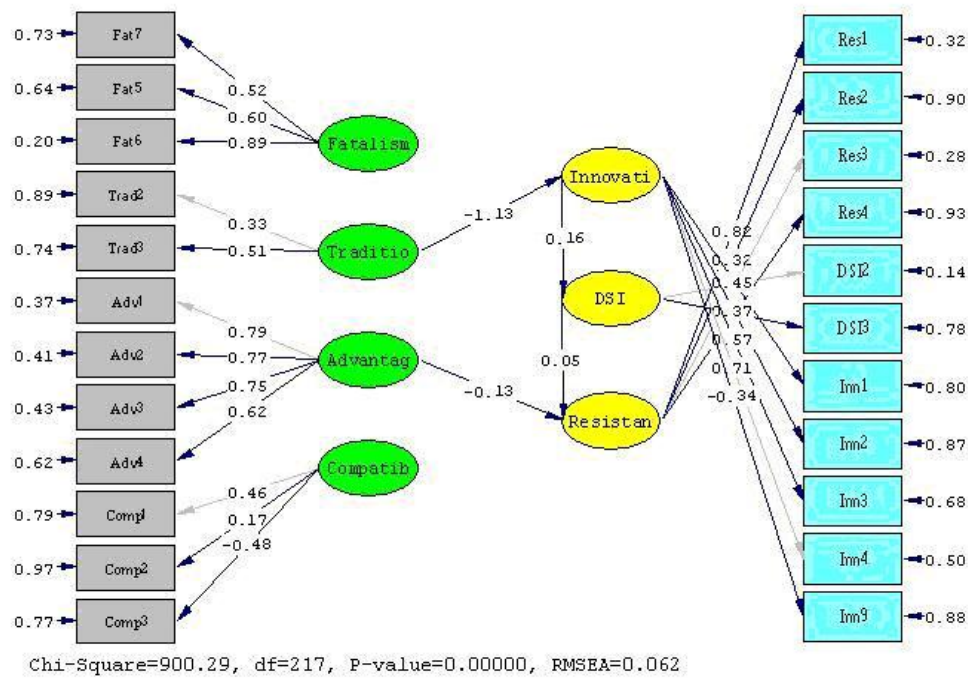 0.73
Fat7
0.64
Fat5
0.20
Fat6
0.89
Trad2
0.74
Trad3
0.37
Adv1
0.41
Adv2
0.43
Adv3
0.62
Adv4
0.79
Comp1
0.97
Comp2
0.77
Comp3
0.52
0.60
0.89
0.33
0.51
0.79
0.77
0.75
0.62
0.46
0.17
-0.48
Fatalism
Traditio
Advantag
Compatib
-1.13
-0.13
Innovati
0.16
DSI
0.05
Resistan
0.82
0.32
0.45
0.37
0.57
0.71
-0.34
Res1
0.32
Res2
0.90
Res3
0.28
Res4
0.93
DSI2
0.14
DSI3
0.78
Inn1
0.80
Inn2
0.87
Inn3
0.68
Inn4
0.50
Inn9
0.88
Chi-Square=900.29, df=217, P-value=0.00000, RMSEA=0.062